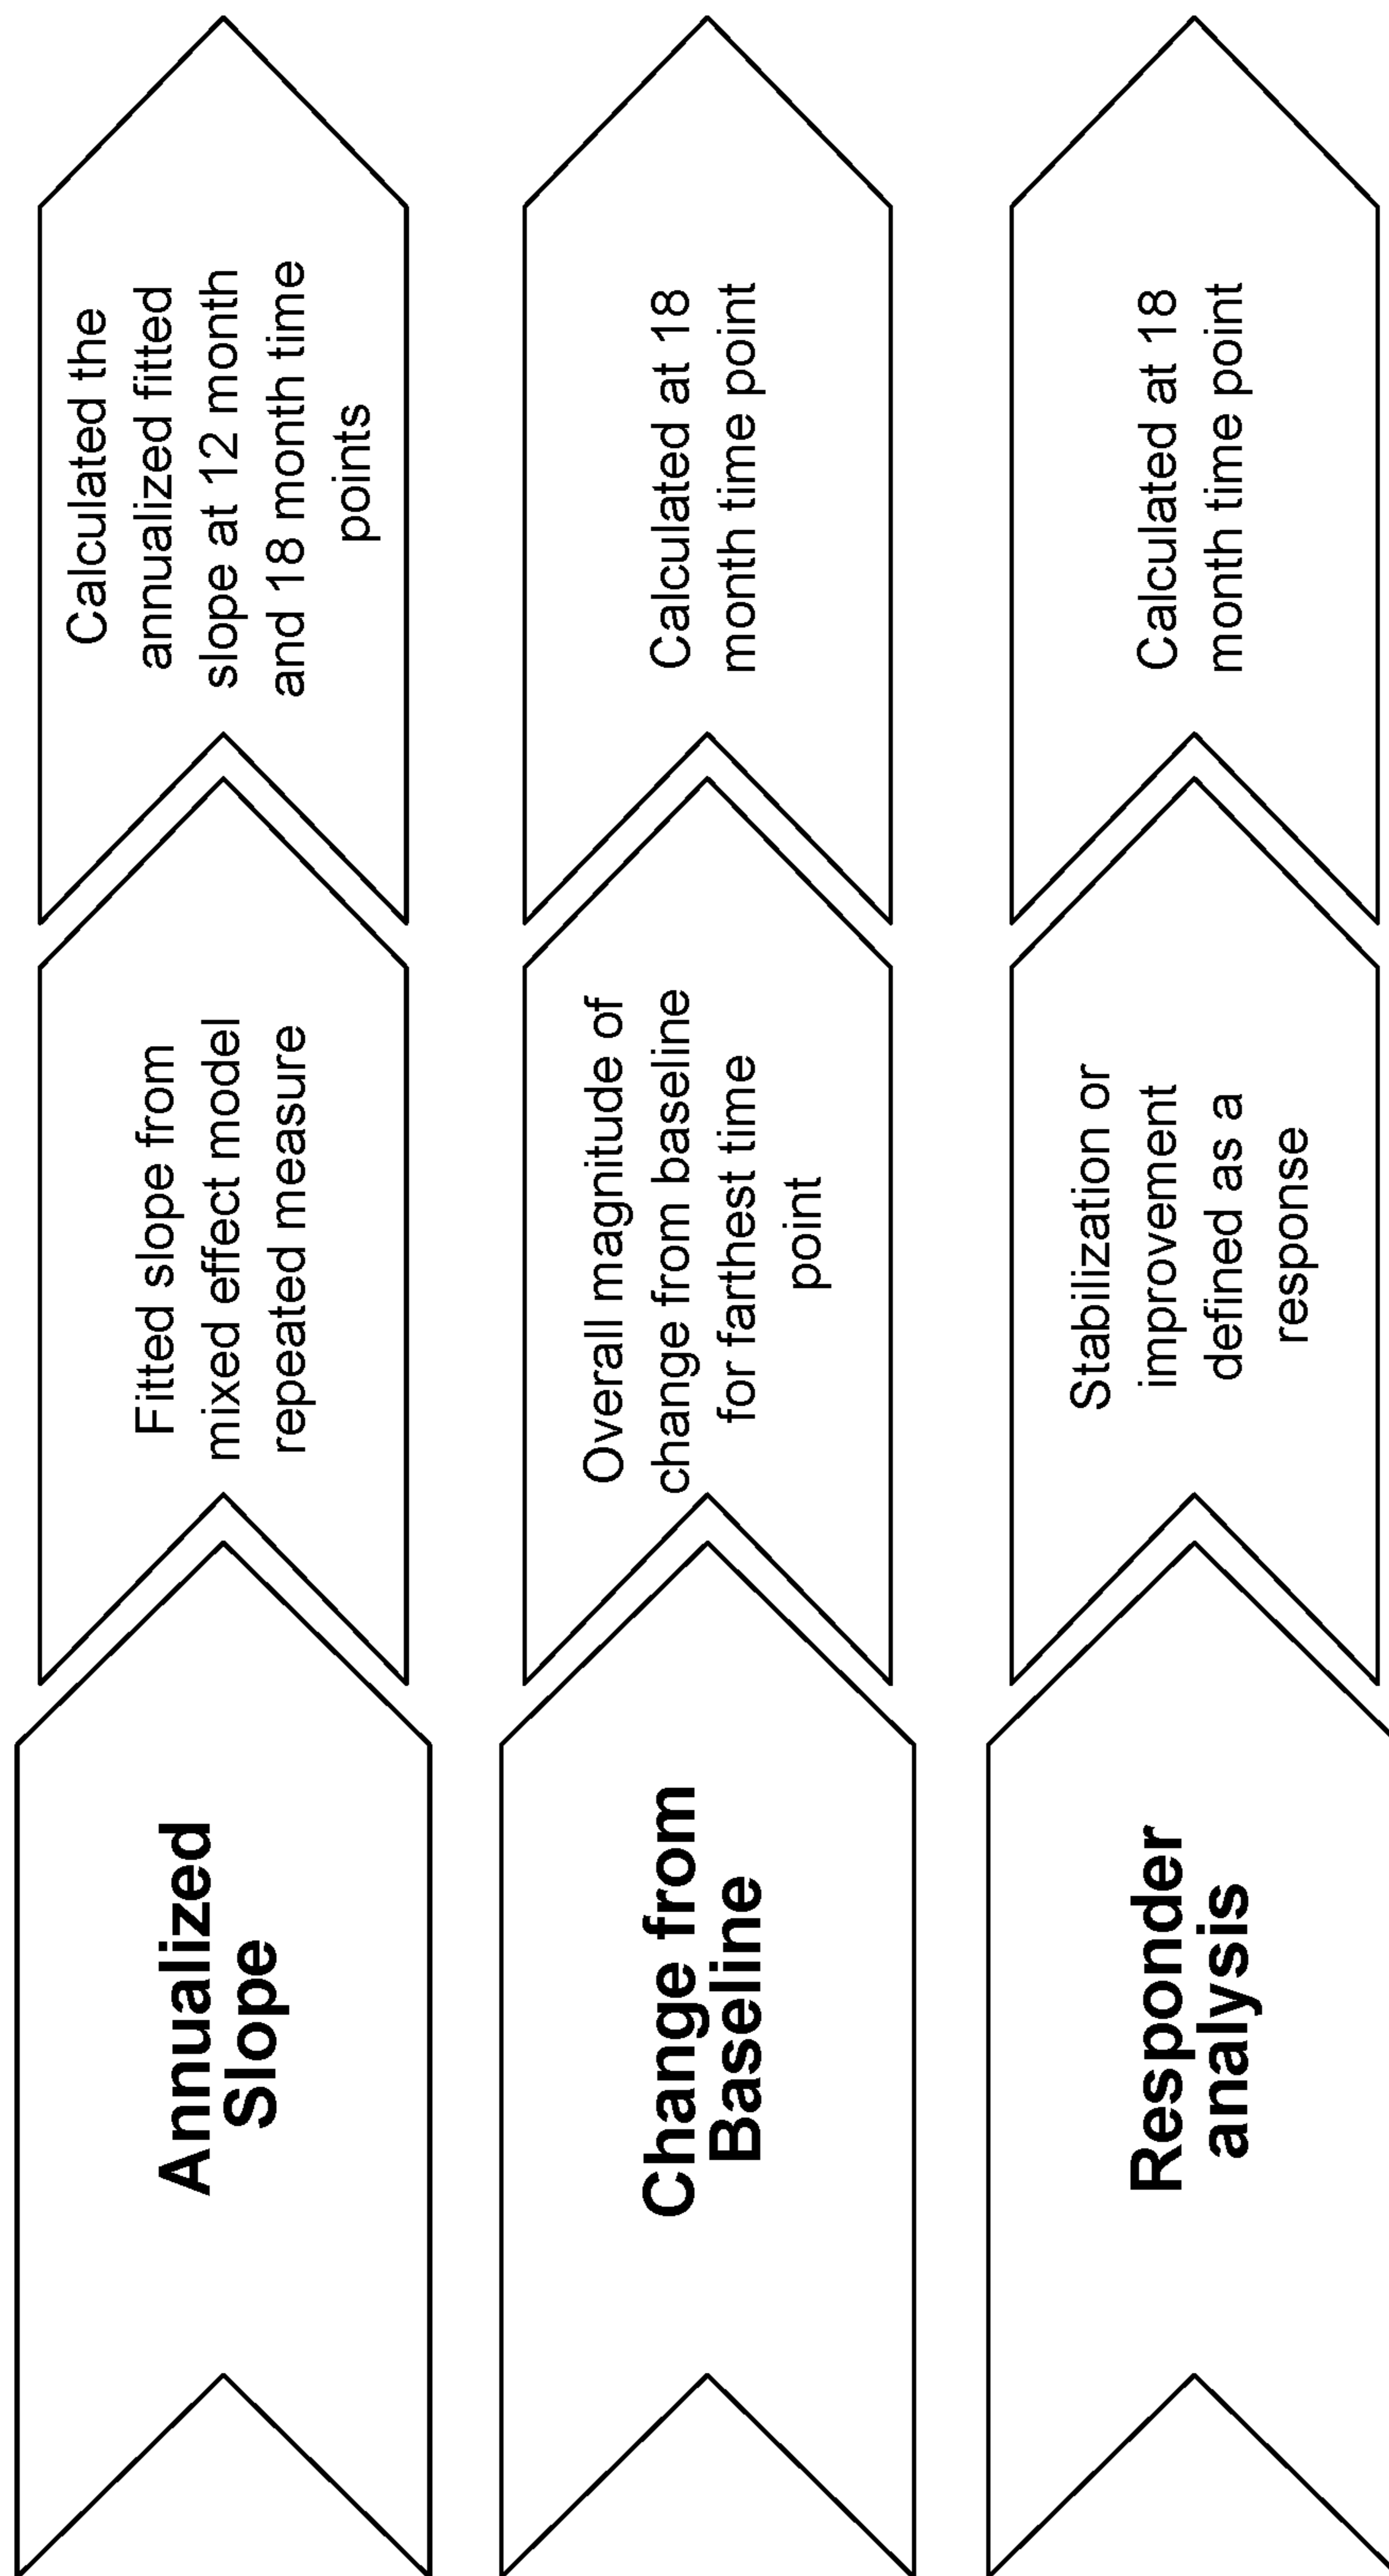 Annualized
Slope
Fitted slope from
mixed effect model
repeated measure
Calculated the
annualized fitted
slope at 12 month
and 18 month time
points
Change from
Baseline
Overall magnitude of
change from baseline
for farthest time
point
Calculated at 18
month time point
Responder
analysis
Stabilization or
improvement
defined as a
response
Calculated at 18
month time point